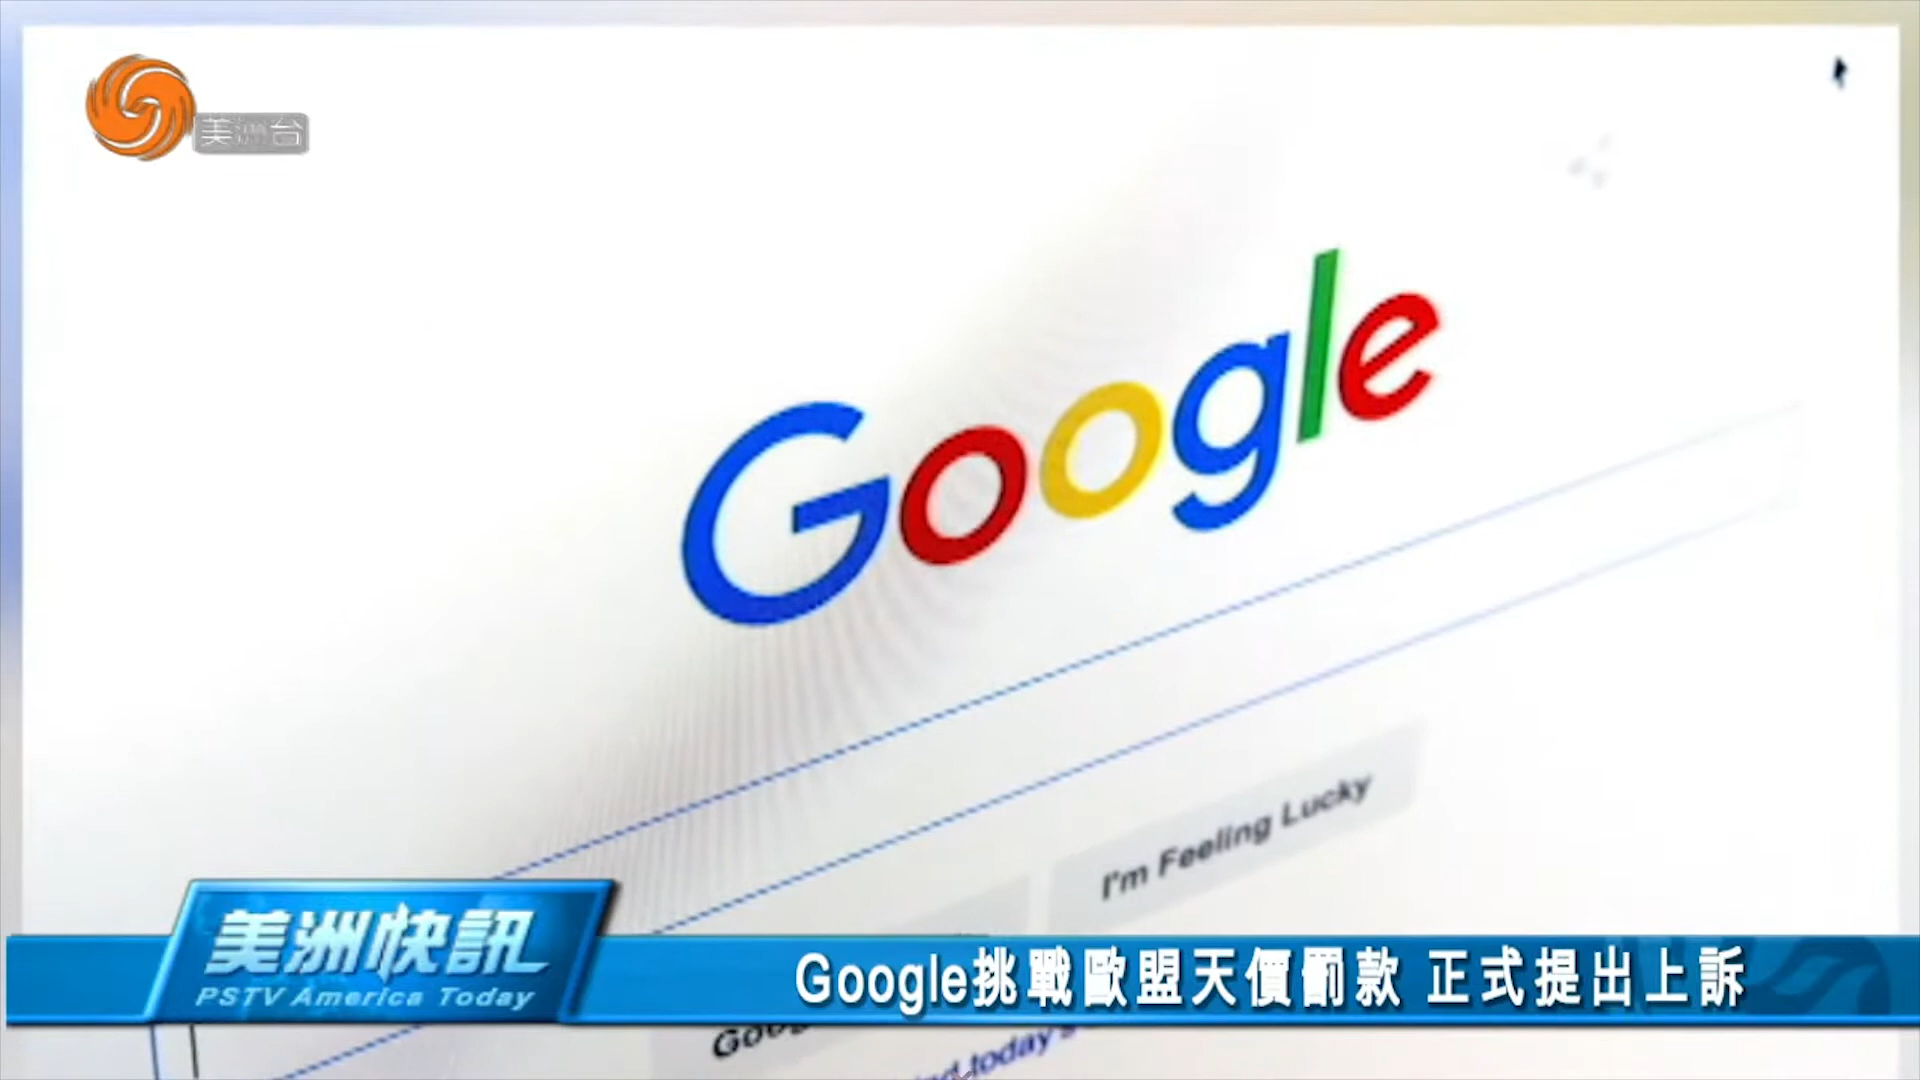 美洲台
Google
I'm Feeling Lucky
美洲快訊
PSTV America Today
Google挑戰歐盟天價罰款 正式提出上訴
today's